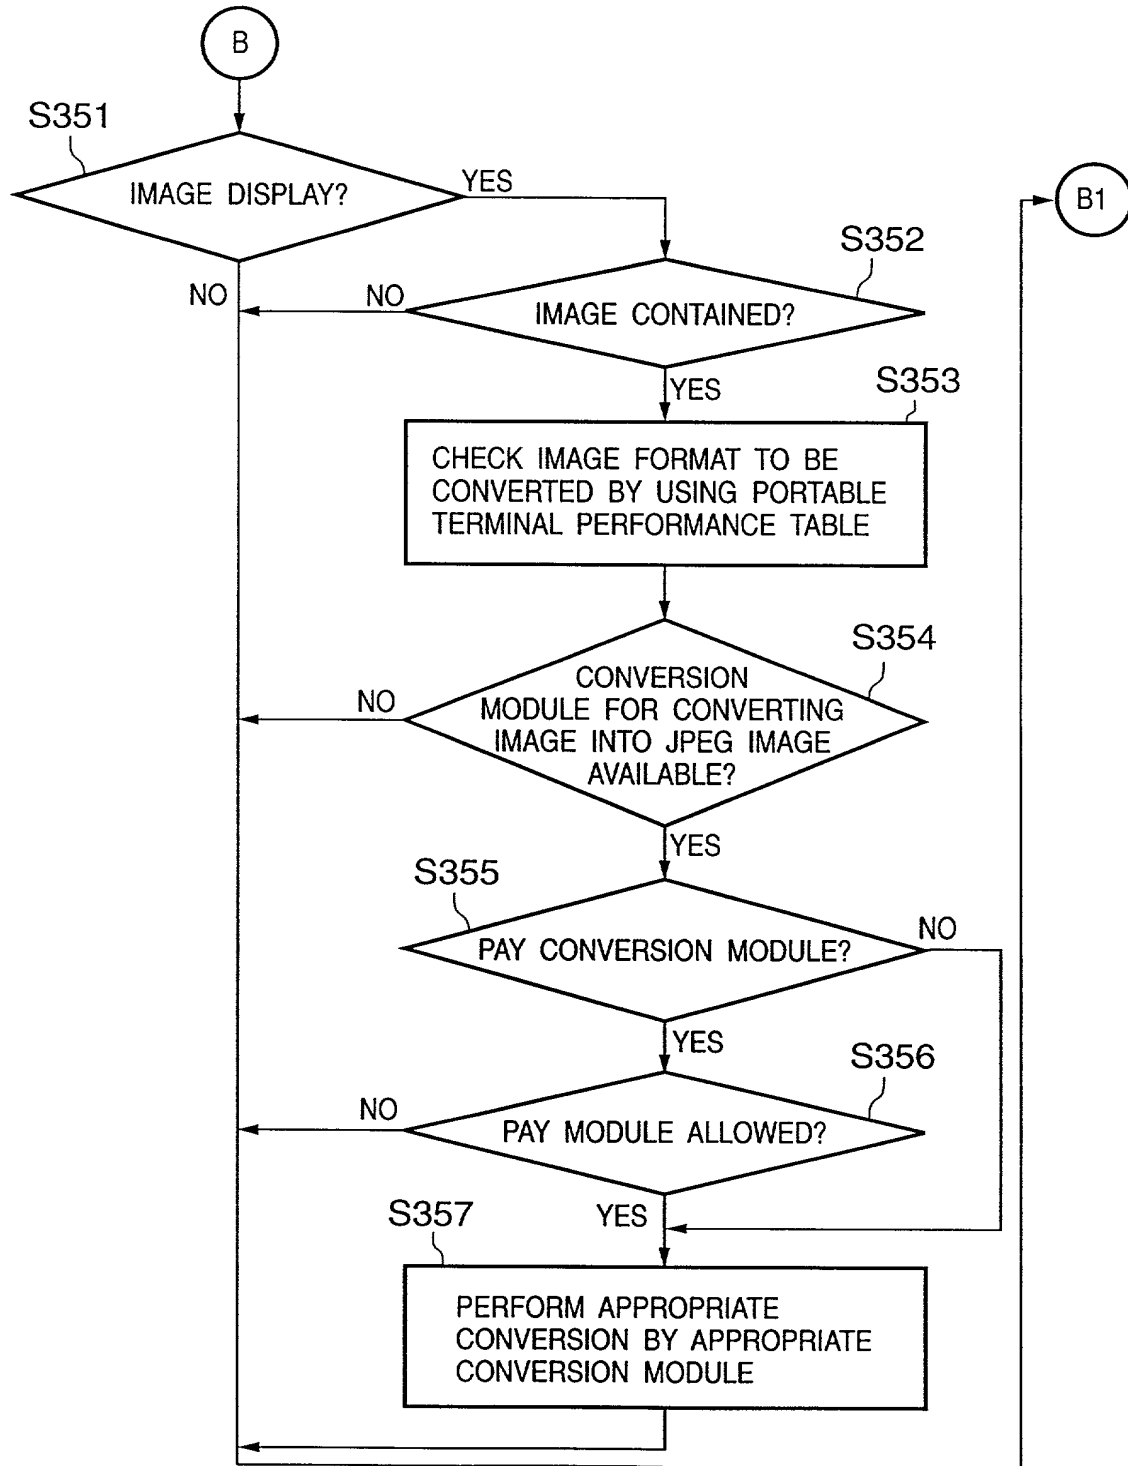 B
S351
IMAGE DISPLAY?
YES
B1
S352
NO
NO
IMAGE CONTAINED?
YES
S353
CHECK IMAGE FORMAT TO BE
CONVERTED BY USING PORTABLE
TERMINAL PERFORMANCE TABLE
S354
NO
CONVERSION
MODULE FOR CONVERTING
IMAGE INTO JPEG IMAGE
AVAILABLE?
YES
S355
NO
PAY CONVERSION MODULE?
YES
S356
NO
PAY MODULE ALLOWED?
YES
S357
PERFORM APPROPRIATE
CONVERSION BY APPROPRIATE
CONVERSION MODULE